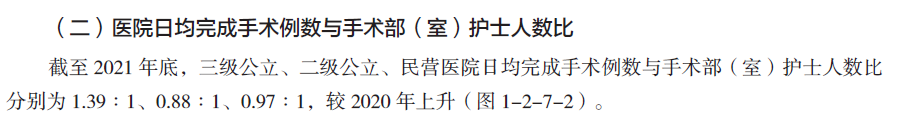 （二）医院日均完成手术例数与手术部（室）护士人数比
截至 2021 年底，三级公立、二级公立、民营医院日均完成手术例数与手术部（室）护士人数比
分别为 1.39∶1、0.88∶1、0.97∶1，较 2020 年上升（图 1-2-7-2）。